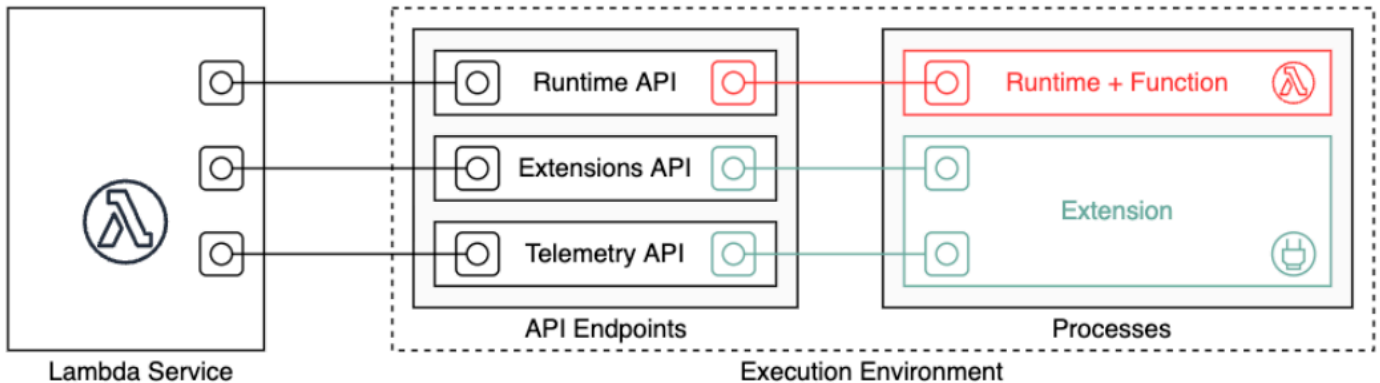 Runtime API
Runtime + Function
Extensions API
Extension
Telemetry API
API Endpoints
Processes
Lambda Service
Execution Environment